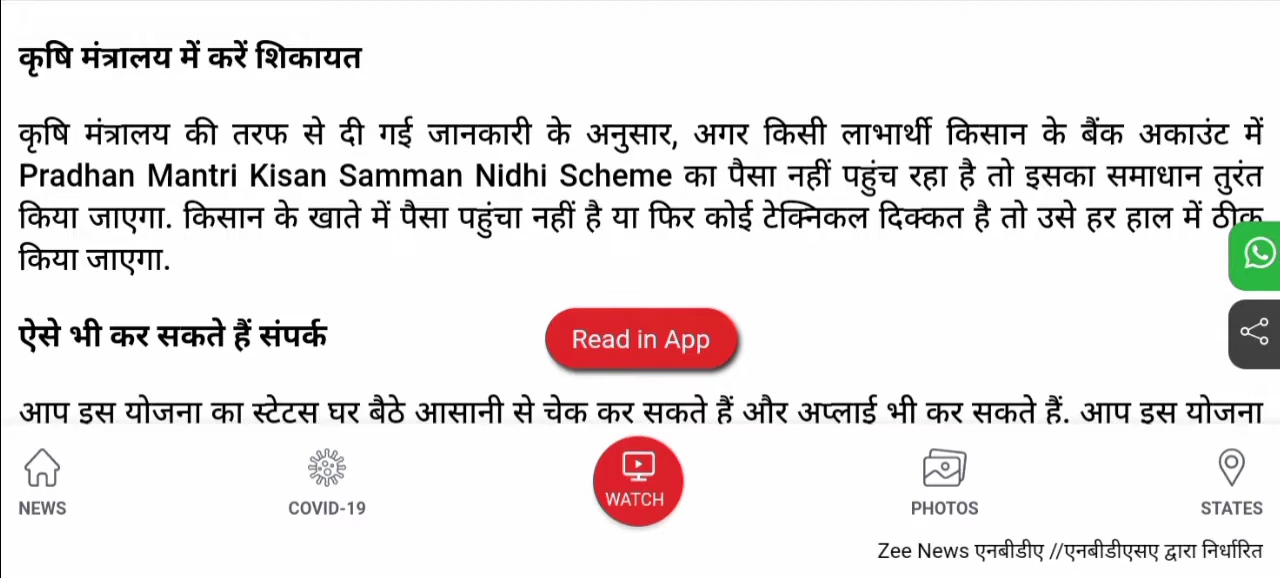 कृषि मंत्रालय में करें शिकायत
कृषि मंत्रालय की तरफ से दी गई जानकारी के अनुसार, अगर किसी लाभार्थी किसान के बैंक अकाउंट में
Pradhan Mantri Kisan Samman Nidhi Scheme का पैसा नहीं पहुंच रहा है तो इसका समाधान तुरंत
किया जाएगा. किसान के खाते में पैसा पहुंचा नहीं है या फिर कोई टेक्निकल दिक्कत है तो उसे हर हाल में ठीक
किया जाएगा.
ऐसे भी कर सकते हैं संपर्क
Read in App
आप इस योजना का स्टेटस घर बैठे आसानी से चेक कर सकते हैं और अप्लाई भी कर सकते हैं. आप इस योजना
NEWS
COVID-19
WATCH
PHOTOS
STATES
Zee News एनबीडीए //एनबीडीएसए द्वारा निर्धारित